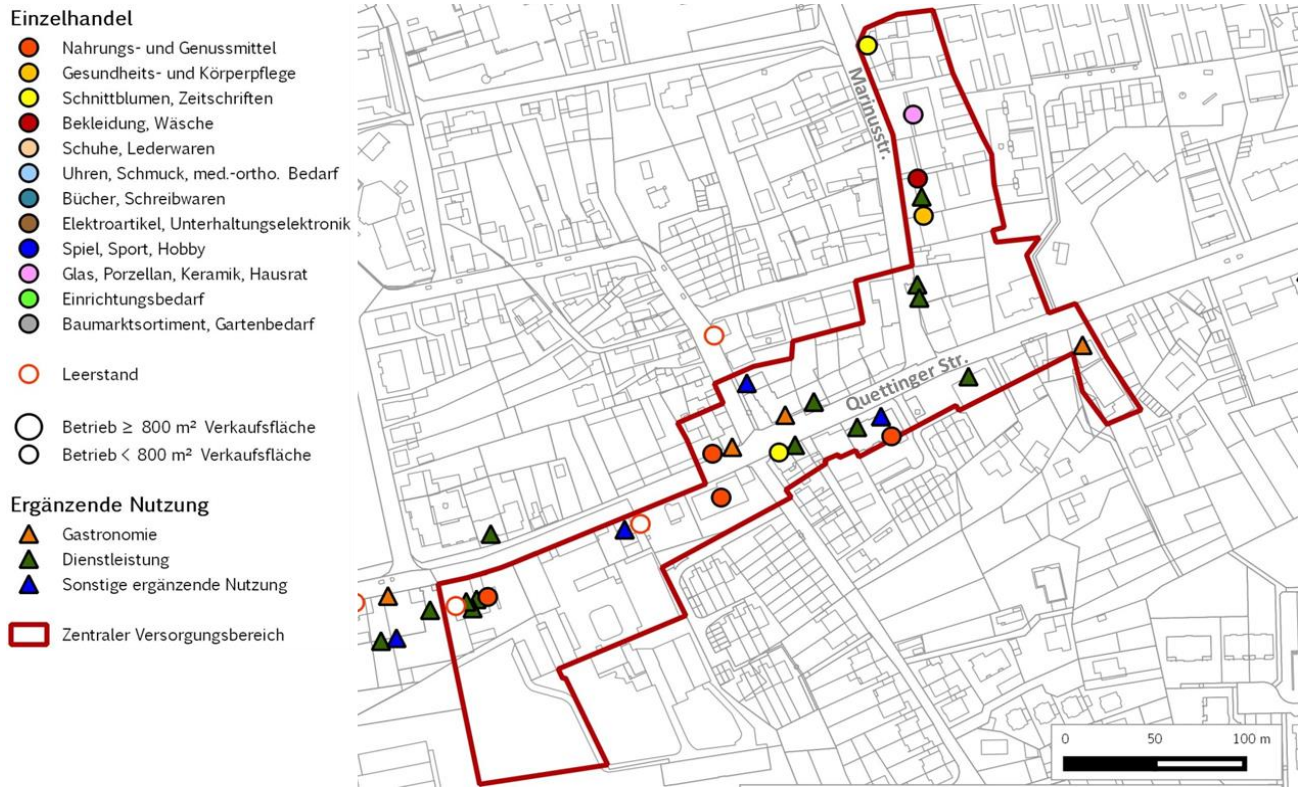 Einzelhandel
Nahrungs- und Genussmittel
Gesundheits- und Körperpflege
Schnittblumen, Zeitschriften
Bekleidung, Wäsche
Schuhe, Lederwaren
Uhren, Schmuck, med.-ortho. Bedarf
Bücher, Schreibwaren
Elektroartikel, Unterhaltungselektronik
Spiel, Sport, Hobby
Glas, Porzellan, Keramik, Hausrat
Einrichtungsbedarf
Baumarktsortiment, Gartenbedarf
Leerstand
Betrieb ≥ 800 m² Verkaufsfläche
Betrieb < 800 m² Verkaufsfläche
Ergänzende Nutzung
Gastronomie
Dienstleistung
Sonstige ergänzende Nutzung
Zentraler Versorgungsbereich
Marinusstr.
Quettinger Str.
0 50 100 m